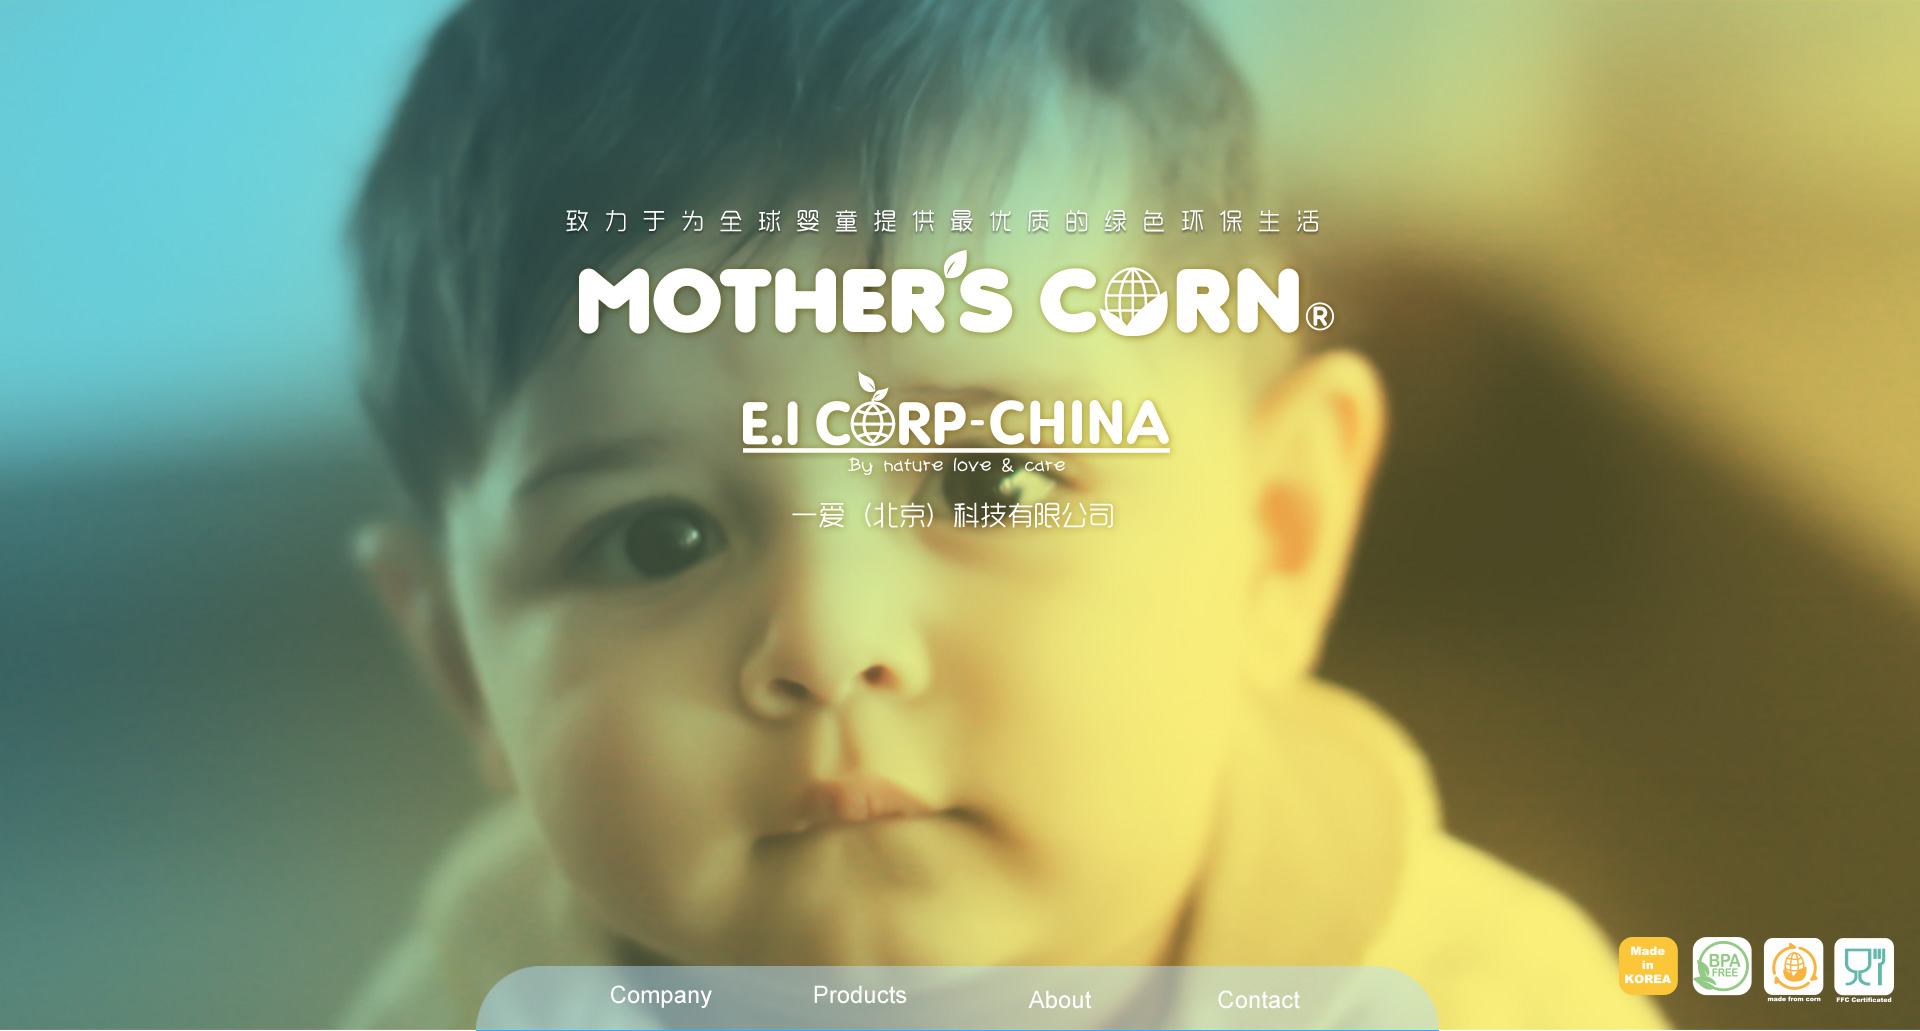 致力于为全球婴童提供最优质的绿色环保生活
MOTHER'S CORN®
E.I CORP-CHINA
By nature love & care
一爱（北京）科技有限公司
Company
Products
About
Contact
Made
in
KOREA
BPA
FREE
made from corn
FFC Certificated